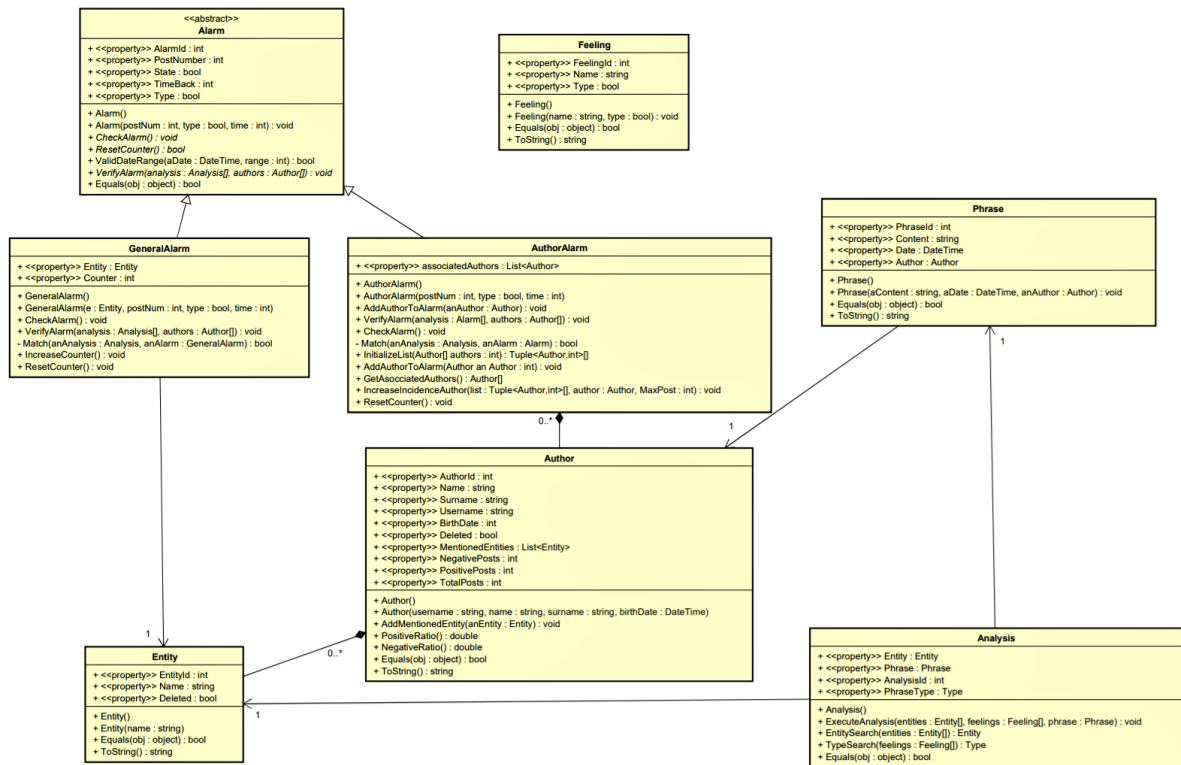 <<abstract>>
Alarm
+ <<property>> AlarmId : int
+ <<property>> PostNumber : int
+ <<property>> State : bool
+ <<property>> TimeBack : int
+ <<property>> Type : bool
+ Alarm()
+ Alarm(postNum : int, type : bool, time : int) : void
+ CheckAlarm() : void
+ ResetCounter() : bool
+ ValidDateRange(aDate : DateTime, range : int) : bool
+ VerifyAlarm(analysis : Analysis[], authors : Author[]) : void
+ Equals(obj : object) : bool
Feeling
+ <<property>> FeelingId : int
+ <<property>> Name : string
+ <<property>> Type : bool
+ Feeling()
+ Feeling(name : string, type : bool) : void
+ Equals(obj : object) : bool
+ ToString() : string
GeneralAlarm
+ <<property>> Entity : Entity
+ <<property>> Counter : int
+ GeneralAlarm()
+ GeneralAlarm(e : Entity, postNum : int, type : bool, time : int)
+ CheckAlarm() : void
+ VerifyAlarm(analysis : Analysis[], authors : Author[]) : void
- Match(anAnalysis : Analysis, anAlarm : GeneralAlarm) : bool
+ IncreaseCounter() : void
+ ResetCounter() : void
AuthorAlarm
+ <<property>> associatedAuthors : List<Author>
+ AuthorAlarm()
+ AuthorAlarm(postNum : int, type : bool, time : int)
+ AddAuthorToAlarm(anAuthor : Author) : void
+ VerifyAlarm(analysis : Alarm[], authors : Author[]) : void
+ CheckAlarm() : void
- Match(anAnalysis : Analysis, anAlarm : Alarm) : bool
+ InitializeList(Author[] authors : int) : Tuple<Author,int>[]
+ AddAuthorToAlarm(Author an Author : int) : void
+ GetAsocciatedAuthors() : Author[]
+ IncreaseIncidenceAuthor(list : Tuple<Author,int>[], author : Author, MaxPost : int) : void
+ ResetCounter() : void
Phrase
+ <<property>> PhraseId : int
+ <<property>> Content : string
+ <<property>> Date : DateTime
+ <<property>> Author : Author
+ Phrase()
+ Phrase(aContent : string, aDate : DateTime, anAuthor : Author) : void
+ Equals(obj : object) : bool
+ ToString() : string
1
0..*
1
Author
+ <<property>> AuthorId : int
+ <<property>> Name : string
+ <<property>> Surname : string
+ <<property>> Username : string
+ <<property>> BirthDate : int
+ <<property>> Deleted : bool
+ <<property>> MentionedEntities : List<Entity>
+ <<property>> NegativePosts : int
+ <<property>> PositivePosts : int
+ <<property>> TotalPosts : int
+ Author()
+ Author(username : string, name : string, surname : string, birthDate : DateTime)
+ AddMentionedEntity(anEntity : Entity) : void
+ PositiveRatio() : double
+ NegativeRatio() : double
+ Equals(obj : object) : bool
+ ToString() : string
1
0..*
Entity
+ <<property>> EntityId : int
+ <<property>> Name : string
+ <<property>> Deleted : bool
+ Entity()
+ Entity(name : string)
+ Equals(obj : object) : bool
+ ToString() : string
1
Analysis
+ <<property>> Entity : Entity
+ <<property>> Phrase : Phrase
+ <<property>> AnalysisId : int
+ <<property>> PhraseType : Type
+ Analysis()
+ ExecuteAnalysis(entities : Entity[], feelings : Feeling[], phrase : Phrase) : void
+ EntitySearch(entities : Entity[]) : Entity
+ TypeSearch(feelings : Feeling[]) : Type
+ Equals(obj : object) : bool